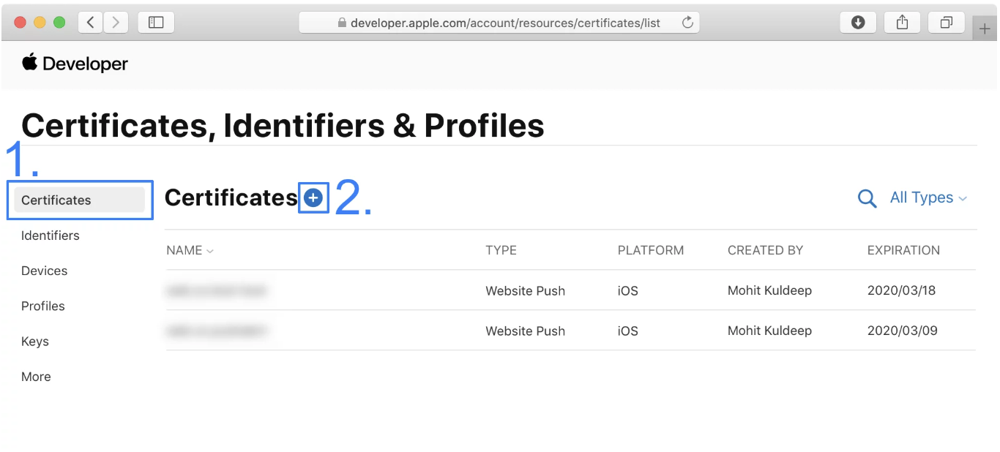 developer.apple.com/account/resources/certificates/list
Developer
Certificates, Identifiers & Profiles
1.
Certificates
Certificates
2.
All Types
Identifiers
Devices
Profiles
Keys
More
NAME TYPE PLATFORM CREATED BY EXPIRATION
Website Push iOS Mohit Kuldeep 2020/03/18
Website Push iOS Mohit Kuldeep 2020/03/09